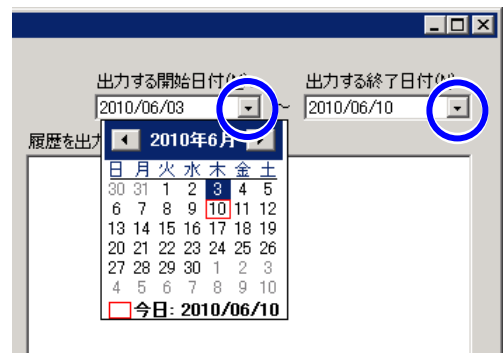 出力する開始日付
出力する終了日付
2010/06/03
～
2010/06/10
履歴を出力
2010年6月
日 月 火 水 木 金 土
30 31 1 2 3 4 5
6 7 8 9 10 11 12
13 14 15 16 17 18 19
20 21 22 23 24 25 26
27 28 29 30 1 2 3
4 5 6 7 8 9 10
今日: 2010/06/10